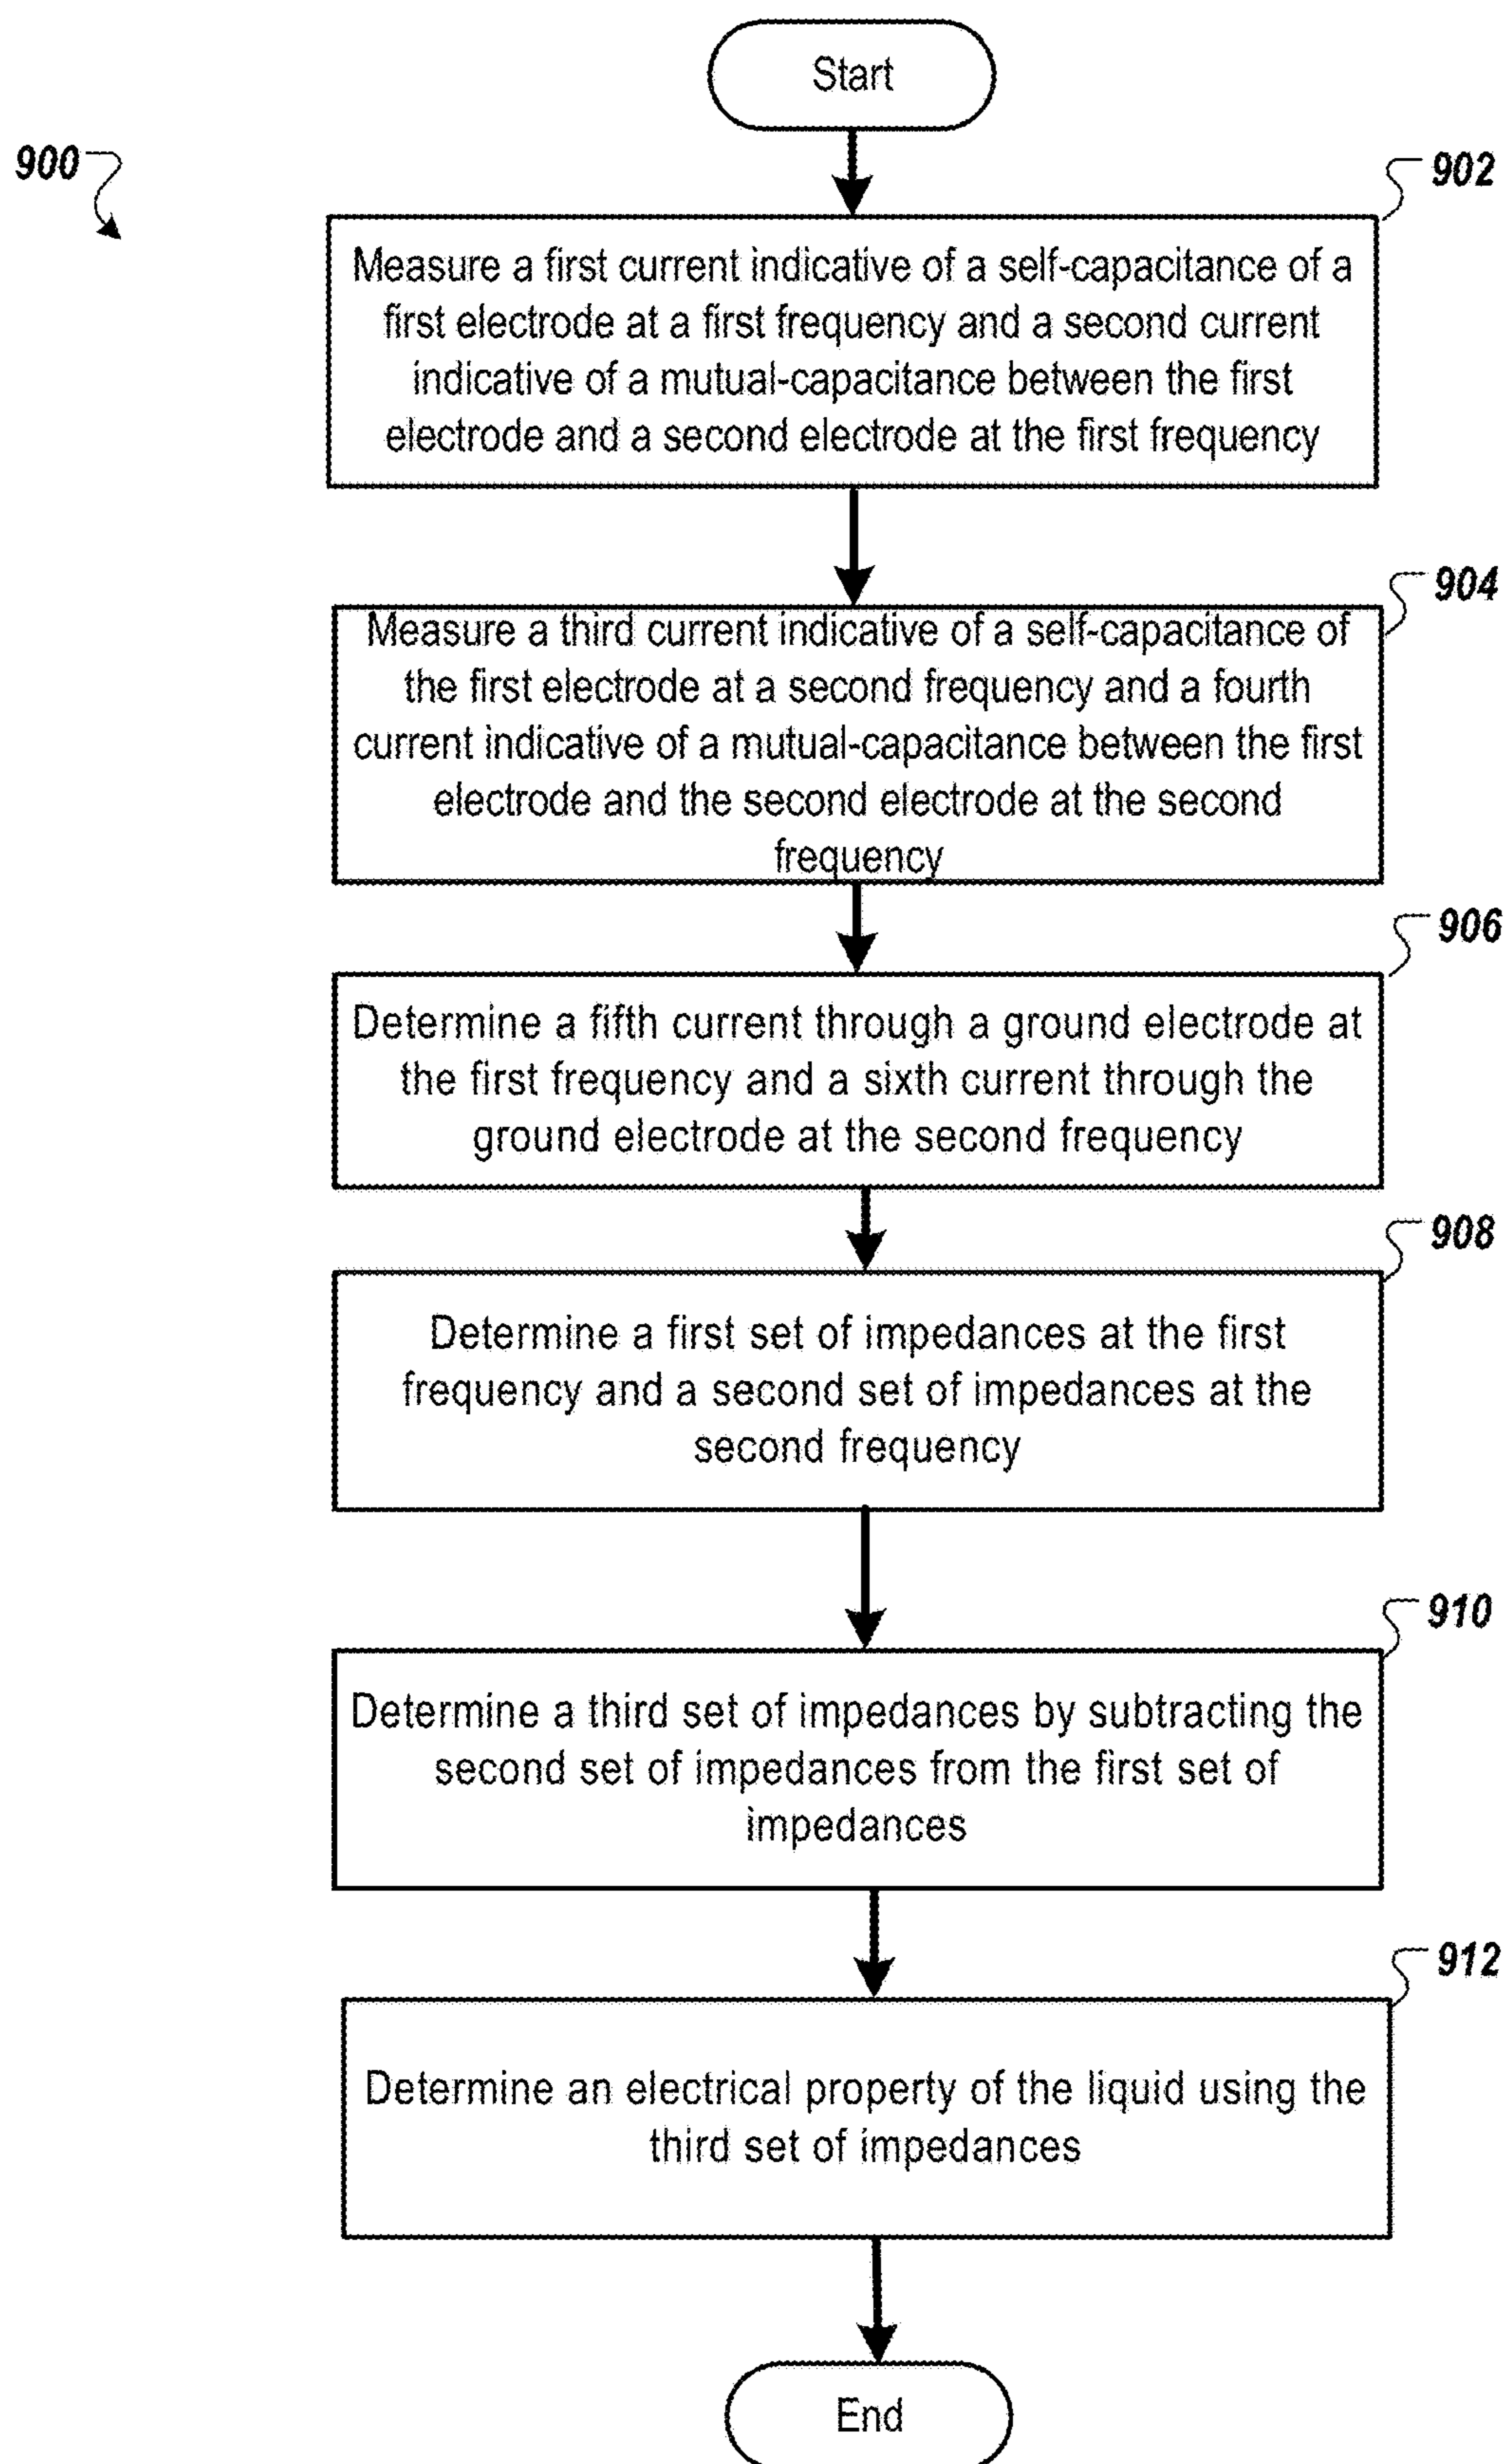 Start
900
902
Measure a first current indicative of a self-capacitance of a
first electrode at a first frequency and a second current
indicative of a mutual-capacitance between the first
electrode and a second electrode at the first frequency
904
Measure a third current indicative of a self-capacitance of
the first electrode at a second frequency and a fourth
current indicative of a mutual-capacitance between the first
electrode and the second electrode at the second
frequency
906
Determine a fifth current through a ground electrode at
the first frequency and a sixth current through the
ground electrode at the second frequency
908
Determine a first set of impedances at the first
frequency and a second set of impedances at the
second frequency
910
Determine a third set of impedances by subtracting the
second set of impedances from the first set of
impedances
912
Determine an electrical property of the liquid using the
third set of impedances
End